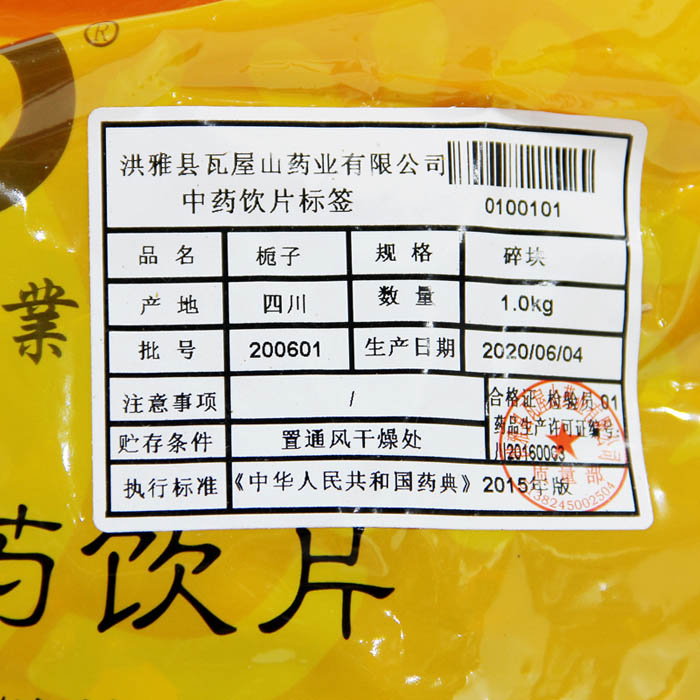 ®
業
洪雅县瓦屋山药业有限公司
中药饮片标签
0100101
品名 栀子 规格 碎块
产地 四川 数量 1.0kg
批号 200601 生产日期 2020/06/04
注意事项 /
合格证 检验员 01
药品生产许可证编号
川20160003
贮存条件 置通风干燥处
执行标准 《中华人民共和国药典》2015年版
质量部
药饮片